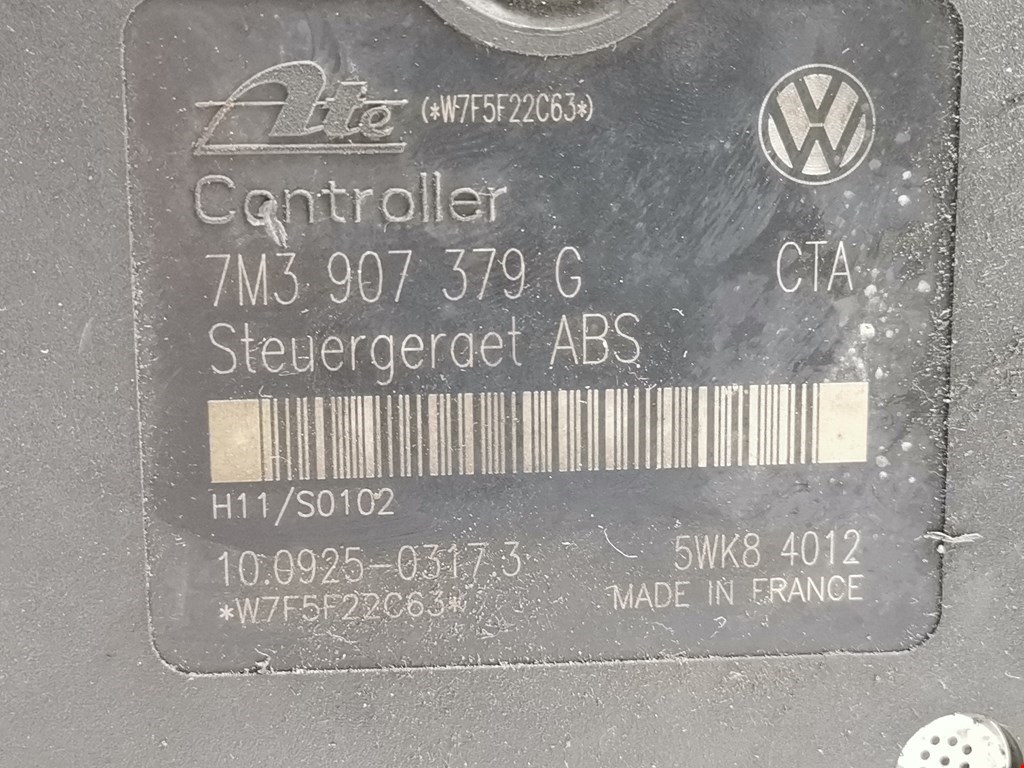 Ate (*W7F5F22C63*)
Controller
7M3 907 379 G CTA
Steuergeraet ABS
H11/S0102
10.0925-0317.3 5WK8 4012
*W7F5F22C63* MADE IN FRANCE